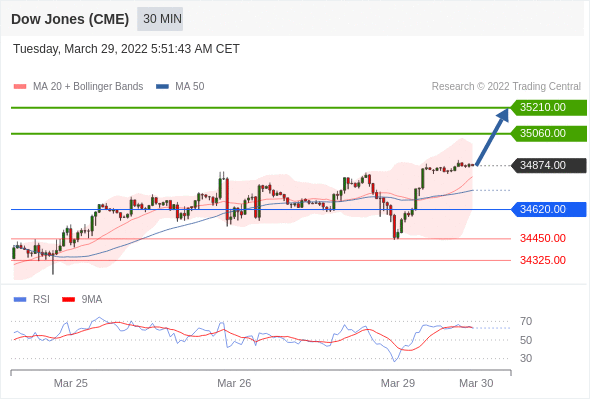 Dow Jones (CME) 30 MIN
Tuesday, March 29, 2022 5:51:43 AM CET
MA 20 + Bollinger Bands MA 50 Research © 2022 Trading Central
35210.00
35060.00
34874.00
34620.00
34450.00
34325.00
RSI 9MA
70
50
30
Mar 25 Mar 26 Mar 29 Mar 30